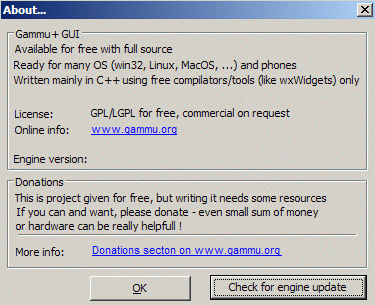 About...
Gammu+ GUI
Available for free with full source
Ready for many OS (win32, Linux, MacOS, ...) and phones
Written mainly in C++ using free compilators/tools (like wxWidgets) only
License: GPL/LGPL for free, commercial on request
Online info: www.gammu.org
Engine version:
Donations
This is project given for free, but writing it needs some resources
If you can and want, please donate - even small sum of money
or hardware can be really helpfull !
More info: Donations secton on www.gammu.org
OK
Check for engine update